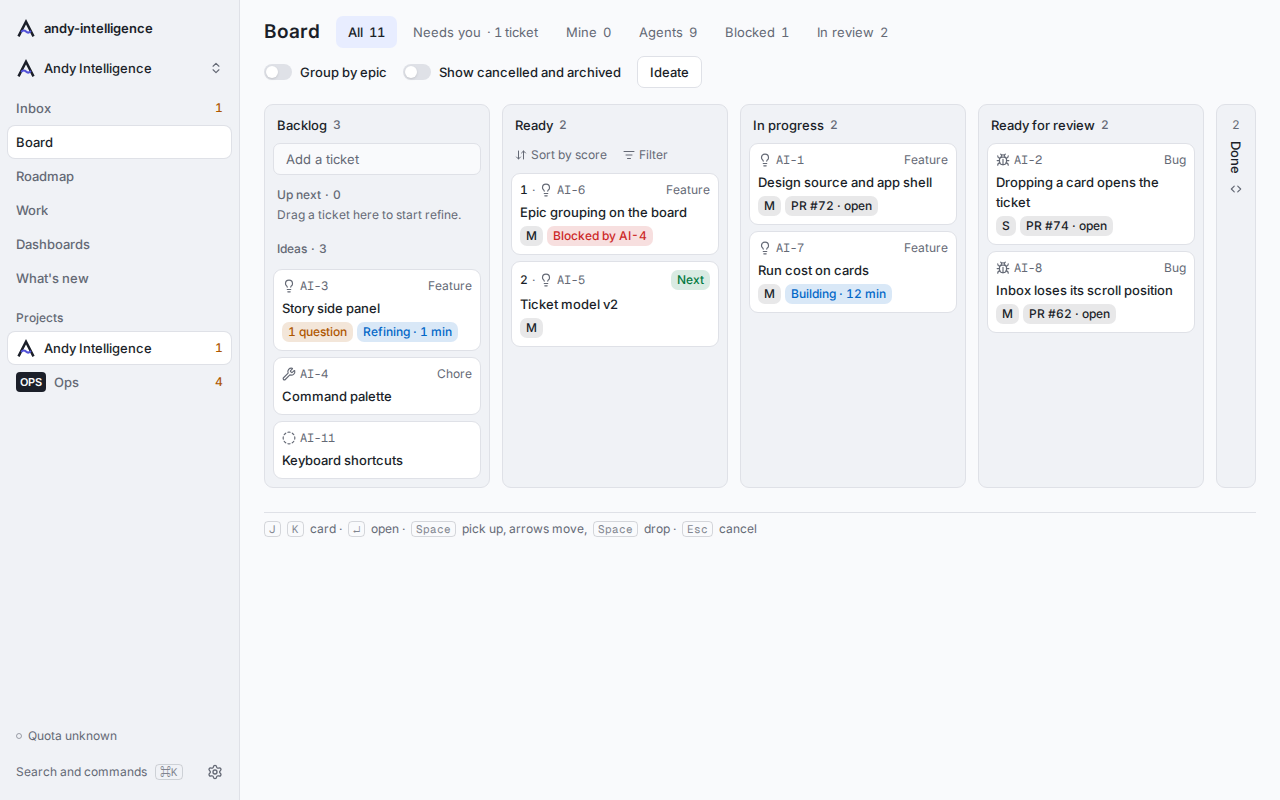 andy-intelligence
Andy Intelligence
Inbox 1
Board
Roadmap
Work
Dashboards
What's new
Projects
Andy Intelligence 1
OPS Ops 4
Quota unknown
Search and commands ⌘K
Board All 11 Needs you · 1 ticket Mine 0 Agents 9 Blocked 1 In review 2
Group by epic Show cancelled and archived Ideate
Backlog 3
Add a ticket
Up next · 0
Drag a ticket here to start refine.
Ideas · 3
AI-3 Feature
Story side panel
1 question Refining · 1 min
AI-4 Chore
Command palette
AI-11
Keyboard shortcuts
Ready 2
Sort by score Filter
1 · AI-6 Feature
Epic grouping on the board
M Blocked by AI-4
2 · AI-5 Next
Ticket model v2
M
In progress 2
AI-1 Feature
Design source and app shell
M PR #72 · open
AI-7 Feature
Run cost on cards
M Building · 12 min
Ready for review 2
AI-2 Bug
Dropping a card opens the
ticket
S PR #74 · open
AI-8 Bug
Inbox loses its scroll position
M PR #62 · open
2
Done
J K card · ↵ open · Space pick up, arrows move, Space drop · Esc cancel